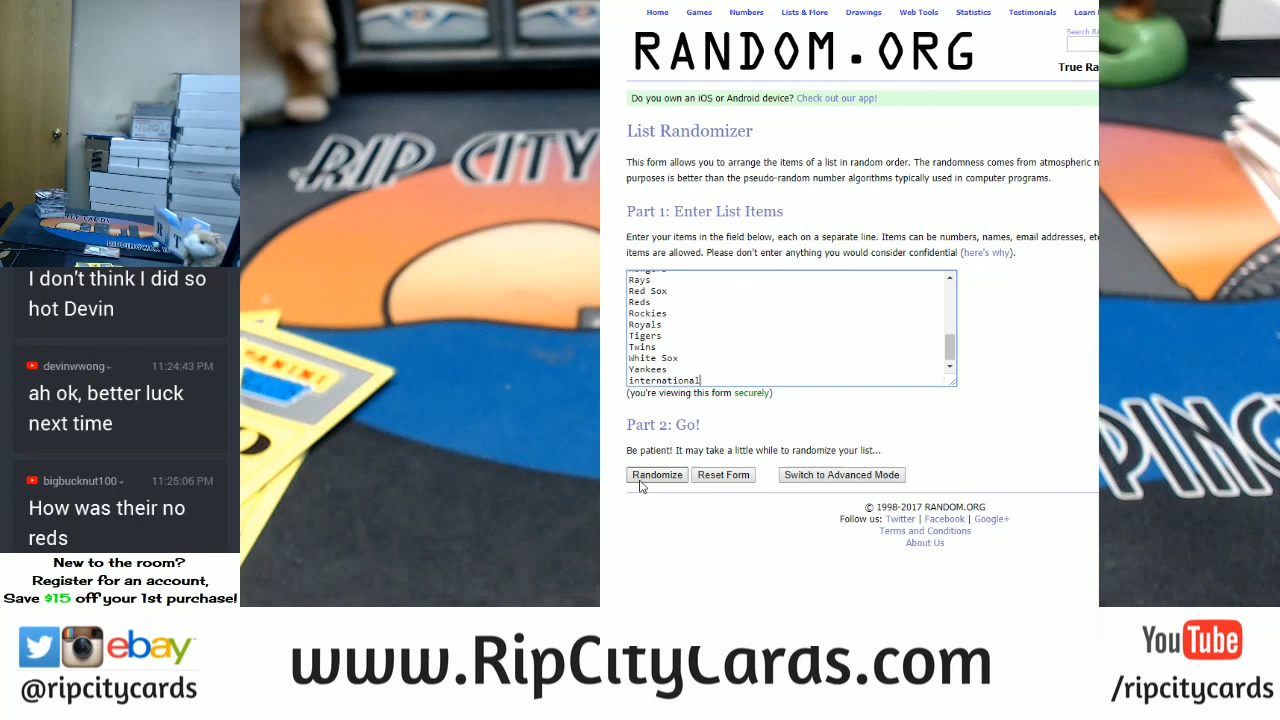 Home Games Numbers Lists & More Drawings Web Tools Statistics Testimonials Learn
RANDOM.ORG
True Ra
Do you own an iOS or Android device? Check out our app!
List Randomizer
This form allows you to arrange the items of a list in random order. The randomness comes from atmospheric n
purposes is better than the pseudo-random number algorithms typically used in computer programs.
Part 1: Enter List Items
Enter your items in the field below, each on a separate line. Items can be numbers, names, email addresses, etc
items are allowed. Please don't enter anything you would consider confidential (here's why).
Rays
Red Sox
Reds
Rockies
Royals
Tigers
Twins
White Sox
Yankees
international
(you're viewing this form securely)
Part 2: Go!
Be patient! It may take a little while to randomize your list...
Randomize Reset Form Switch to Advanced Mode
© 1998-2017 RANDOM.ORG
Follow us: Twitter | Facebook | Google+
Terms and Conditions
About Us
RIP CITY
PANINI
PING
I don't think I did so
hot Devin
devinwwong 11:24:43 PM
ah ok, better luck
next time
bigbucknut100 11:25:06 PM
How was their no
reds
New to the room?
Register for an account,
Save $15 off your 1st purchase!
ebay
@ripcitycards
www.RipCityCards.com
YouTube
/ripcitycards